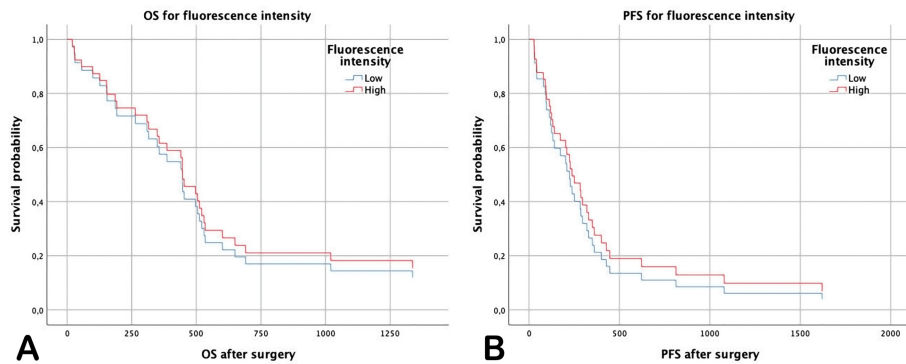 OS for fluorescence intensity
1,0
0,8
0,6
0,4
0,2
0,0
Survival probability
Fluorescence
intensity
Low
High
0 250 500 750 1000 1250
OS after surgery
A
PFS for fluorescence intensity
1,0
0,8
0,6
0,4
0,2
0,0
Survival probability
Fluorescence
intensity
Low
High
0 500 1000 1500 2000
PFS after surgery
B